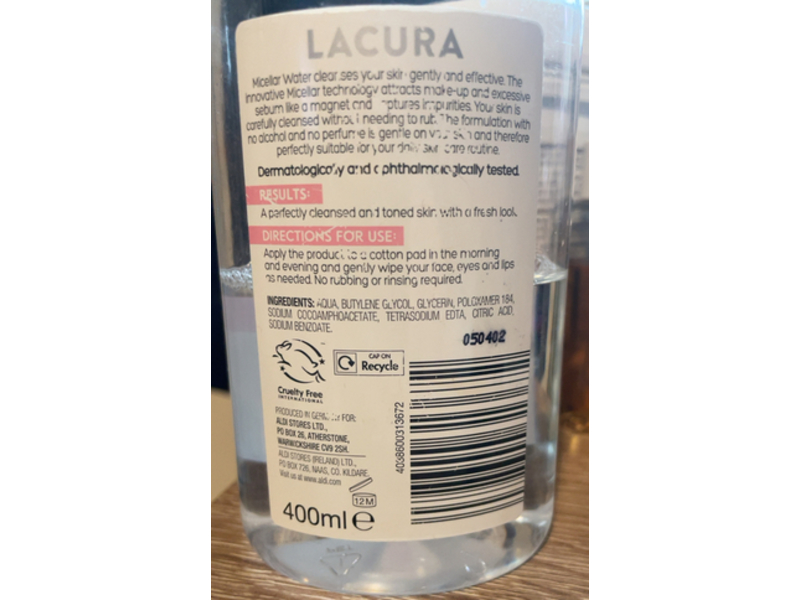 LACURA
Micellar Water cleanses your skin gently and effective. The
innovative Micellar technology attracts make-up and excessive
sebum like a magnet and captures impurities. Your skin is
carefully cleansed without needing to rub. The formulation with
no alcohol and no perfume is gentle on your skin and therefore
perfectly suitable for your daily skin care routine.
Dermatologically and ophthalmologically tested.
RESULTS:
A perfectly cleansed and toned skin with a fresh look.
DIRECTIONS FOR USE:
Apply the product to a cotton pad in the morning
and evening and gently wipe your face, eyes and lips
as needed. No rubbing or rinsing required.
INGREDIENTS: AQUA, BUTYLENE GLYCOL, GLYCERIN, POLOXAMER 184,
SODIUM COCOAMPHOACETATE, TETRASODIUM EDTA, CITRIC ACID,
SODIUM BENZOATE.
050402
CAP ON
Recycle
Cruelty Free
INTERNATIONAL
PRODUCED IN GERMANY FOR:
ALDI STORES LTD.,
PO BOX 26, ATHERSTONE,
WARWICKSHIRE CV9 2SH.
ALDI STORES (IRELAND) LTD.,
PO BOX 726, NAAS, CO. KILDARE.
Visit us at www.aldi.com
12M
400ml e
4088600313672